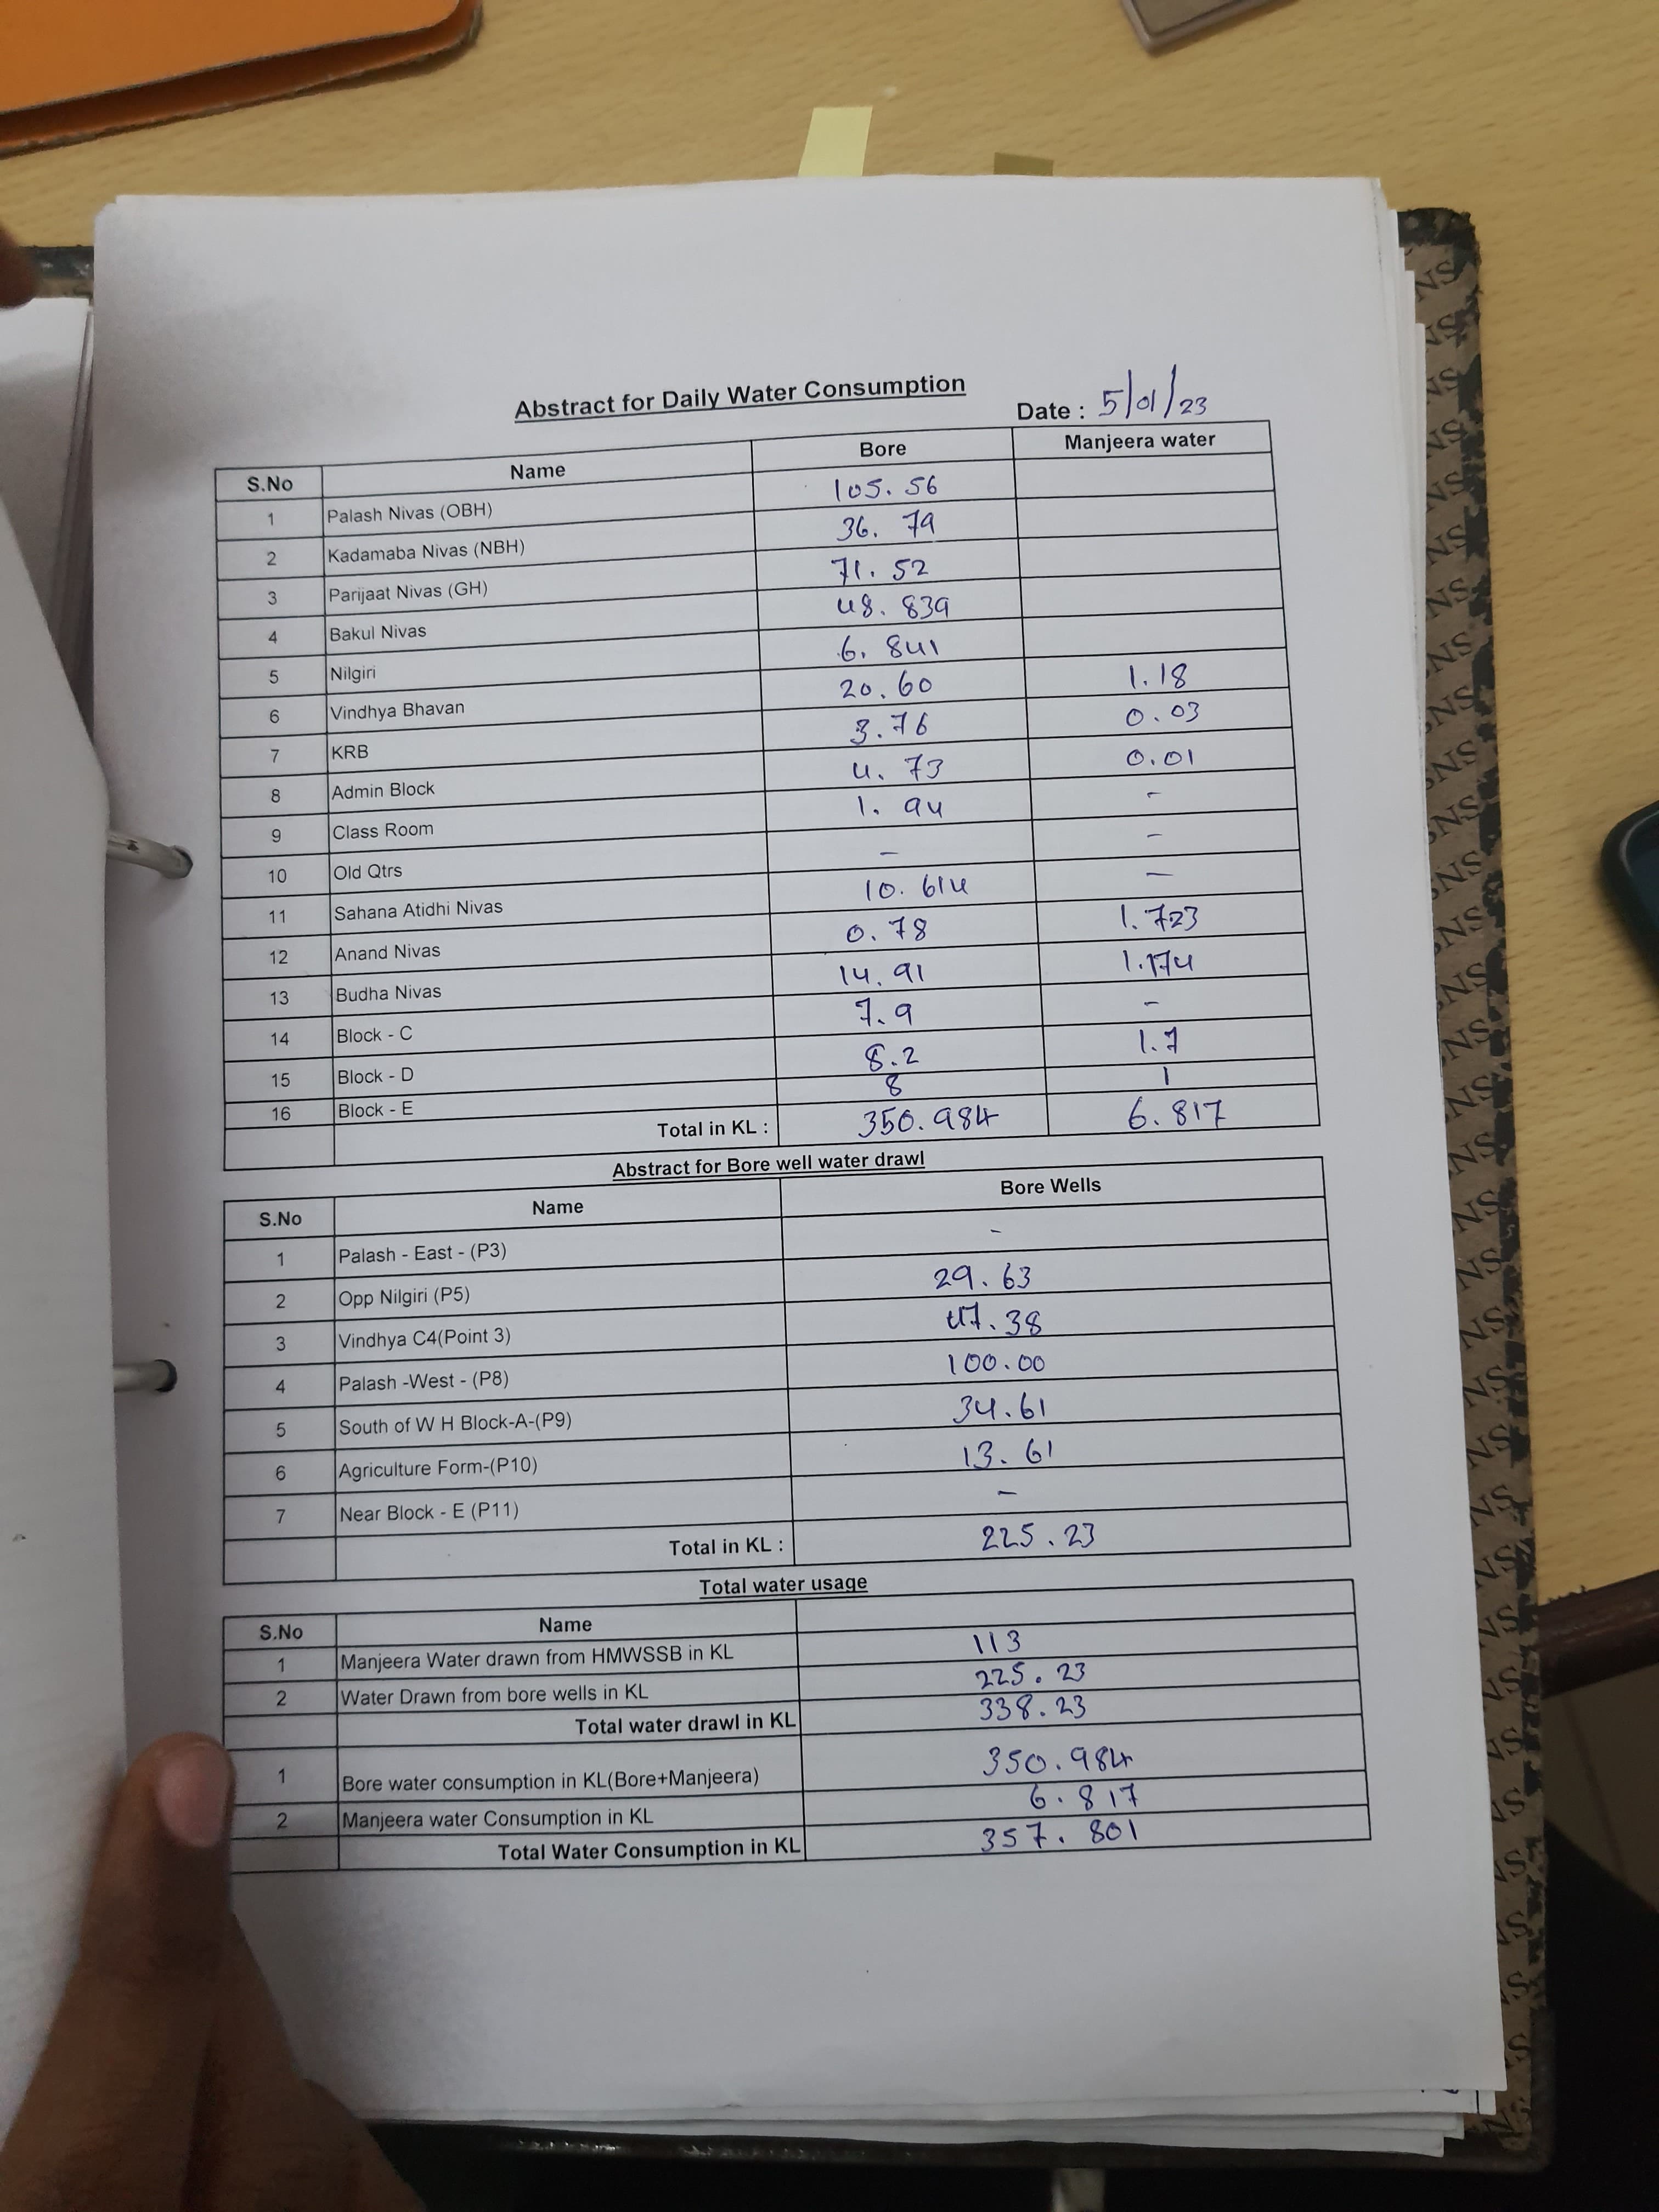 Abstract for Daily Water Consumption
Date : 5/01/23
S.No Name Bore Manjeera water
1 Palash Nivas (OBH) 105.56
2 Kadamaba Nivas (NBH) 36.79
3 Parijaat Nivas (GH) 71.52
4 Bakul Nivas 48.839
5 Nilgiri 6.841
6 Vindhya Bhavan 20.60 1.18
7 KRB 3.76 0.03
8 Admin Block 4.73 0.01
9 Class Room 1.94 -
10 Old Qtrs - -
11 Sahana Atidhi Nivas 10.614 -
12 Anand Nivas 0.78 1.723
13 Budha Nivas 14.91 1.174
14 Block - C 7.9 -
15 Block - D 8.2 1.7
16 Block - E 8 1
Total in KL : 350.984 6.817
Abstract for Bore well water drawl
S.No Name Bore Wells
1 Palash - East - (P3) -
2 Opp Nilgiri (P5) 29.63
3 Vindhya C4(Point 3) 47.38
4 Palash -West - (P8) 100.00
5 South of W H Block-A-(P9) 34.61
6 Agriculture Form-(P10) 13.61
7 Near Block - E (P11) -
Total in KL : 225.23
Total water usage
S.No Name
1 Manjeera Water drawn from HMWSSB in KL 113
2 Water Drawn from bore wells in KL 225.23
Total water drawl in KL 338.23
1 Bore water consumption in KL(Bore+Manjeera) 350.984
2 Manjeera water Consumption in KL 6.817
Total Water Consumption in KL 357.801